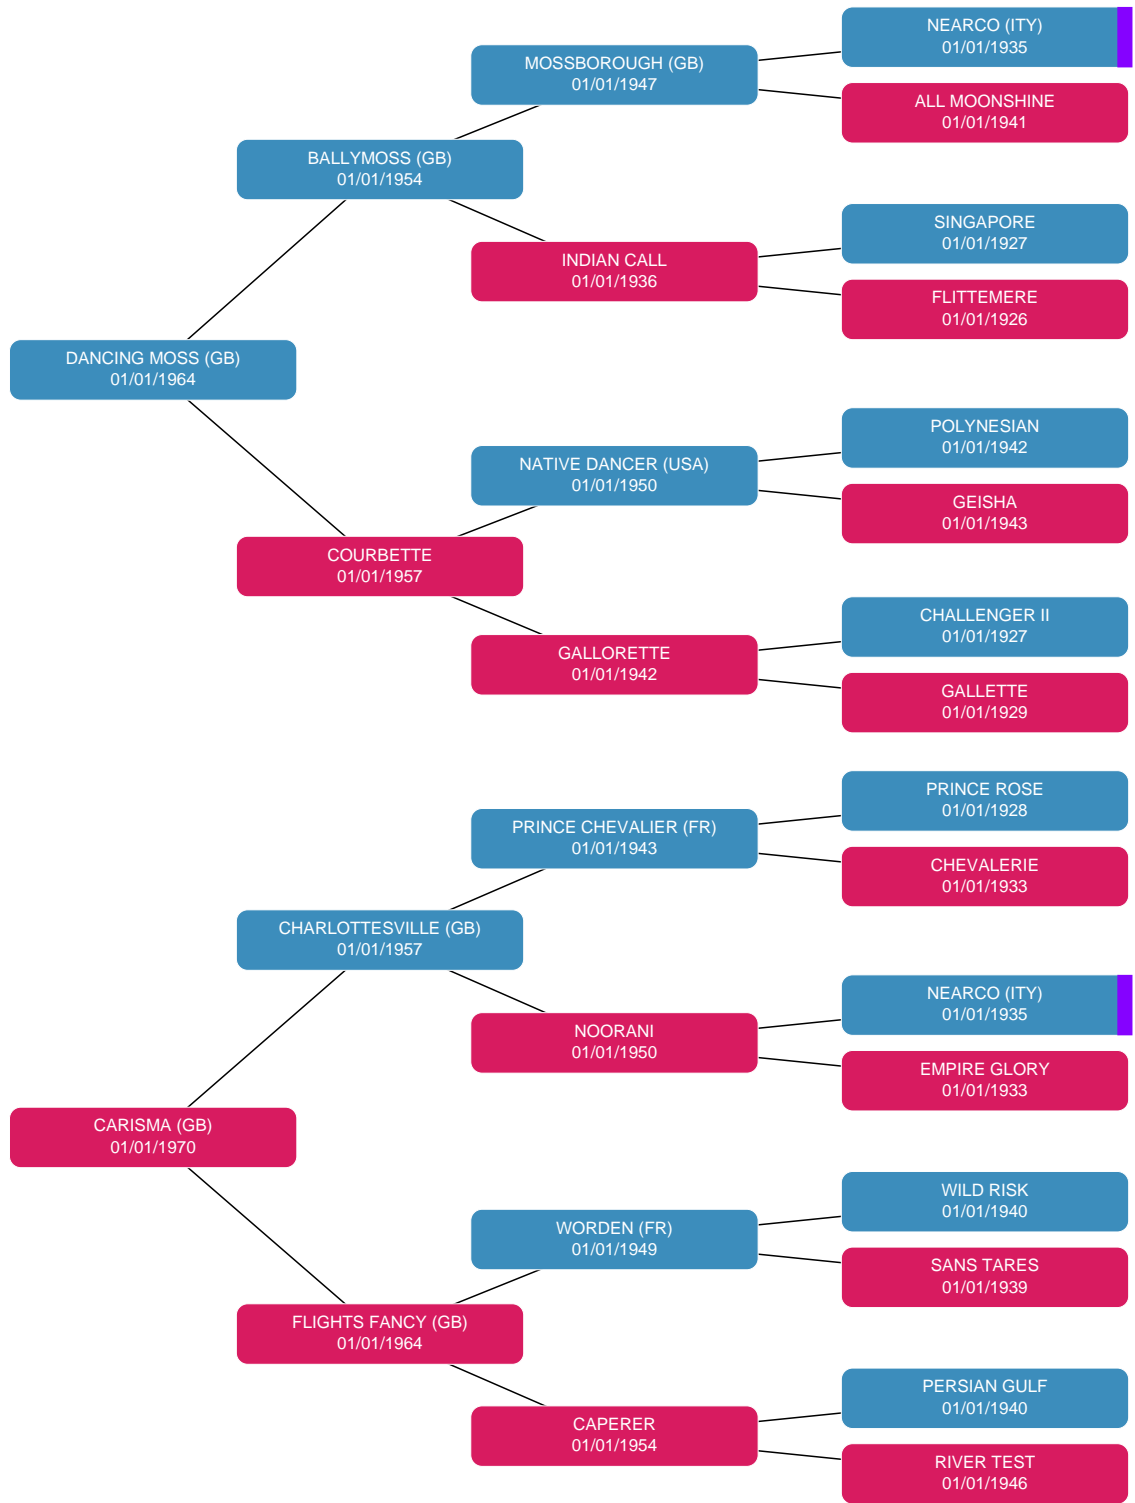 NEARCO (ITY)
01/01/1935
MOSSBOROUGH (GB)
01/01/1947
ALL MOONSHINE
01/01/1941
BALLYMOSS (GB)
01/01/1954
SINGAPORE
01/01/1927
INDIAN CALL
01/01/1936
FLITTEMERE
01/01/1926
DANCING MOSS (GB)
01/01/1964
POLYNESIAN
01/01/1942
NATIVE DANCER (USA)
01/01/1950
GEISHA
01/01/1943
COURBETTE
01/01/1957
CHALLENGER II
01/01/1927
GALLORETTE
01/01/1942
GALLETTE
01/01/1929
PRINCE ROSE
01/01/1928
PRINCE CHEVALIER (FR)
01/01/1943
CHEVALERIE
01/01/1933
CHARLOTTESVILLE (GB)
01/01/1957
NEARCO (ITY)
01/01/1935
NOORANI
01/01/1950
EMPIRE GLORY
01/01/1933
CARISMA (GB)
01/01/1970
WILD RISK
01/01/1940
WORDEN (FR)
01/01/1949
SANS TARES
01/01/1939
FLIGHTS FANCY (GB)
01/01/1964
PERSIAN GULF
01/01/1940
CAPERER
01/01/1954
RIVER TEST
01/01/1946